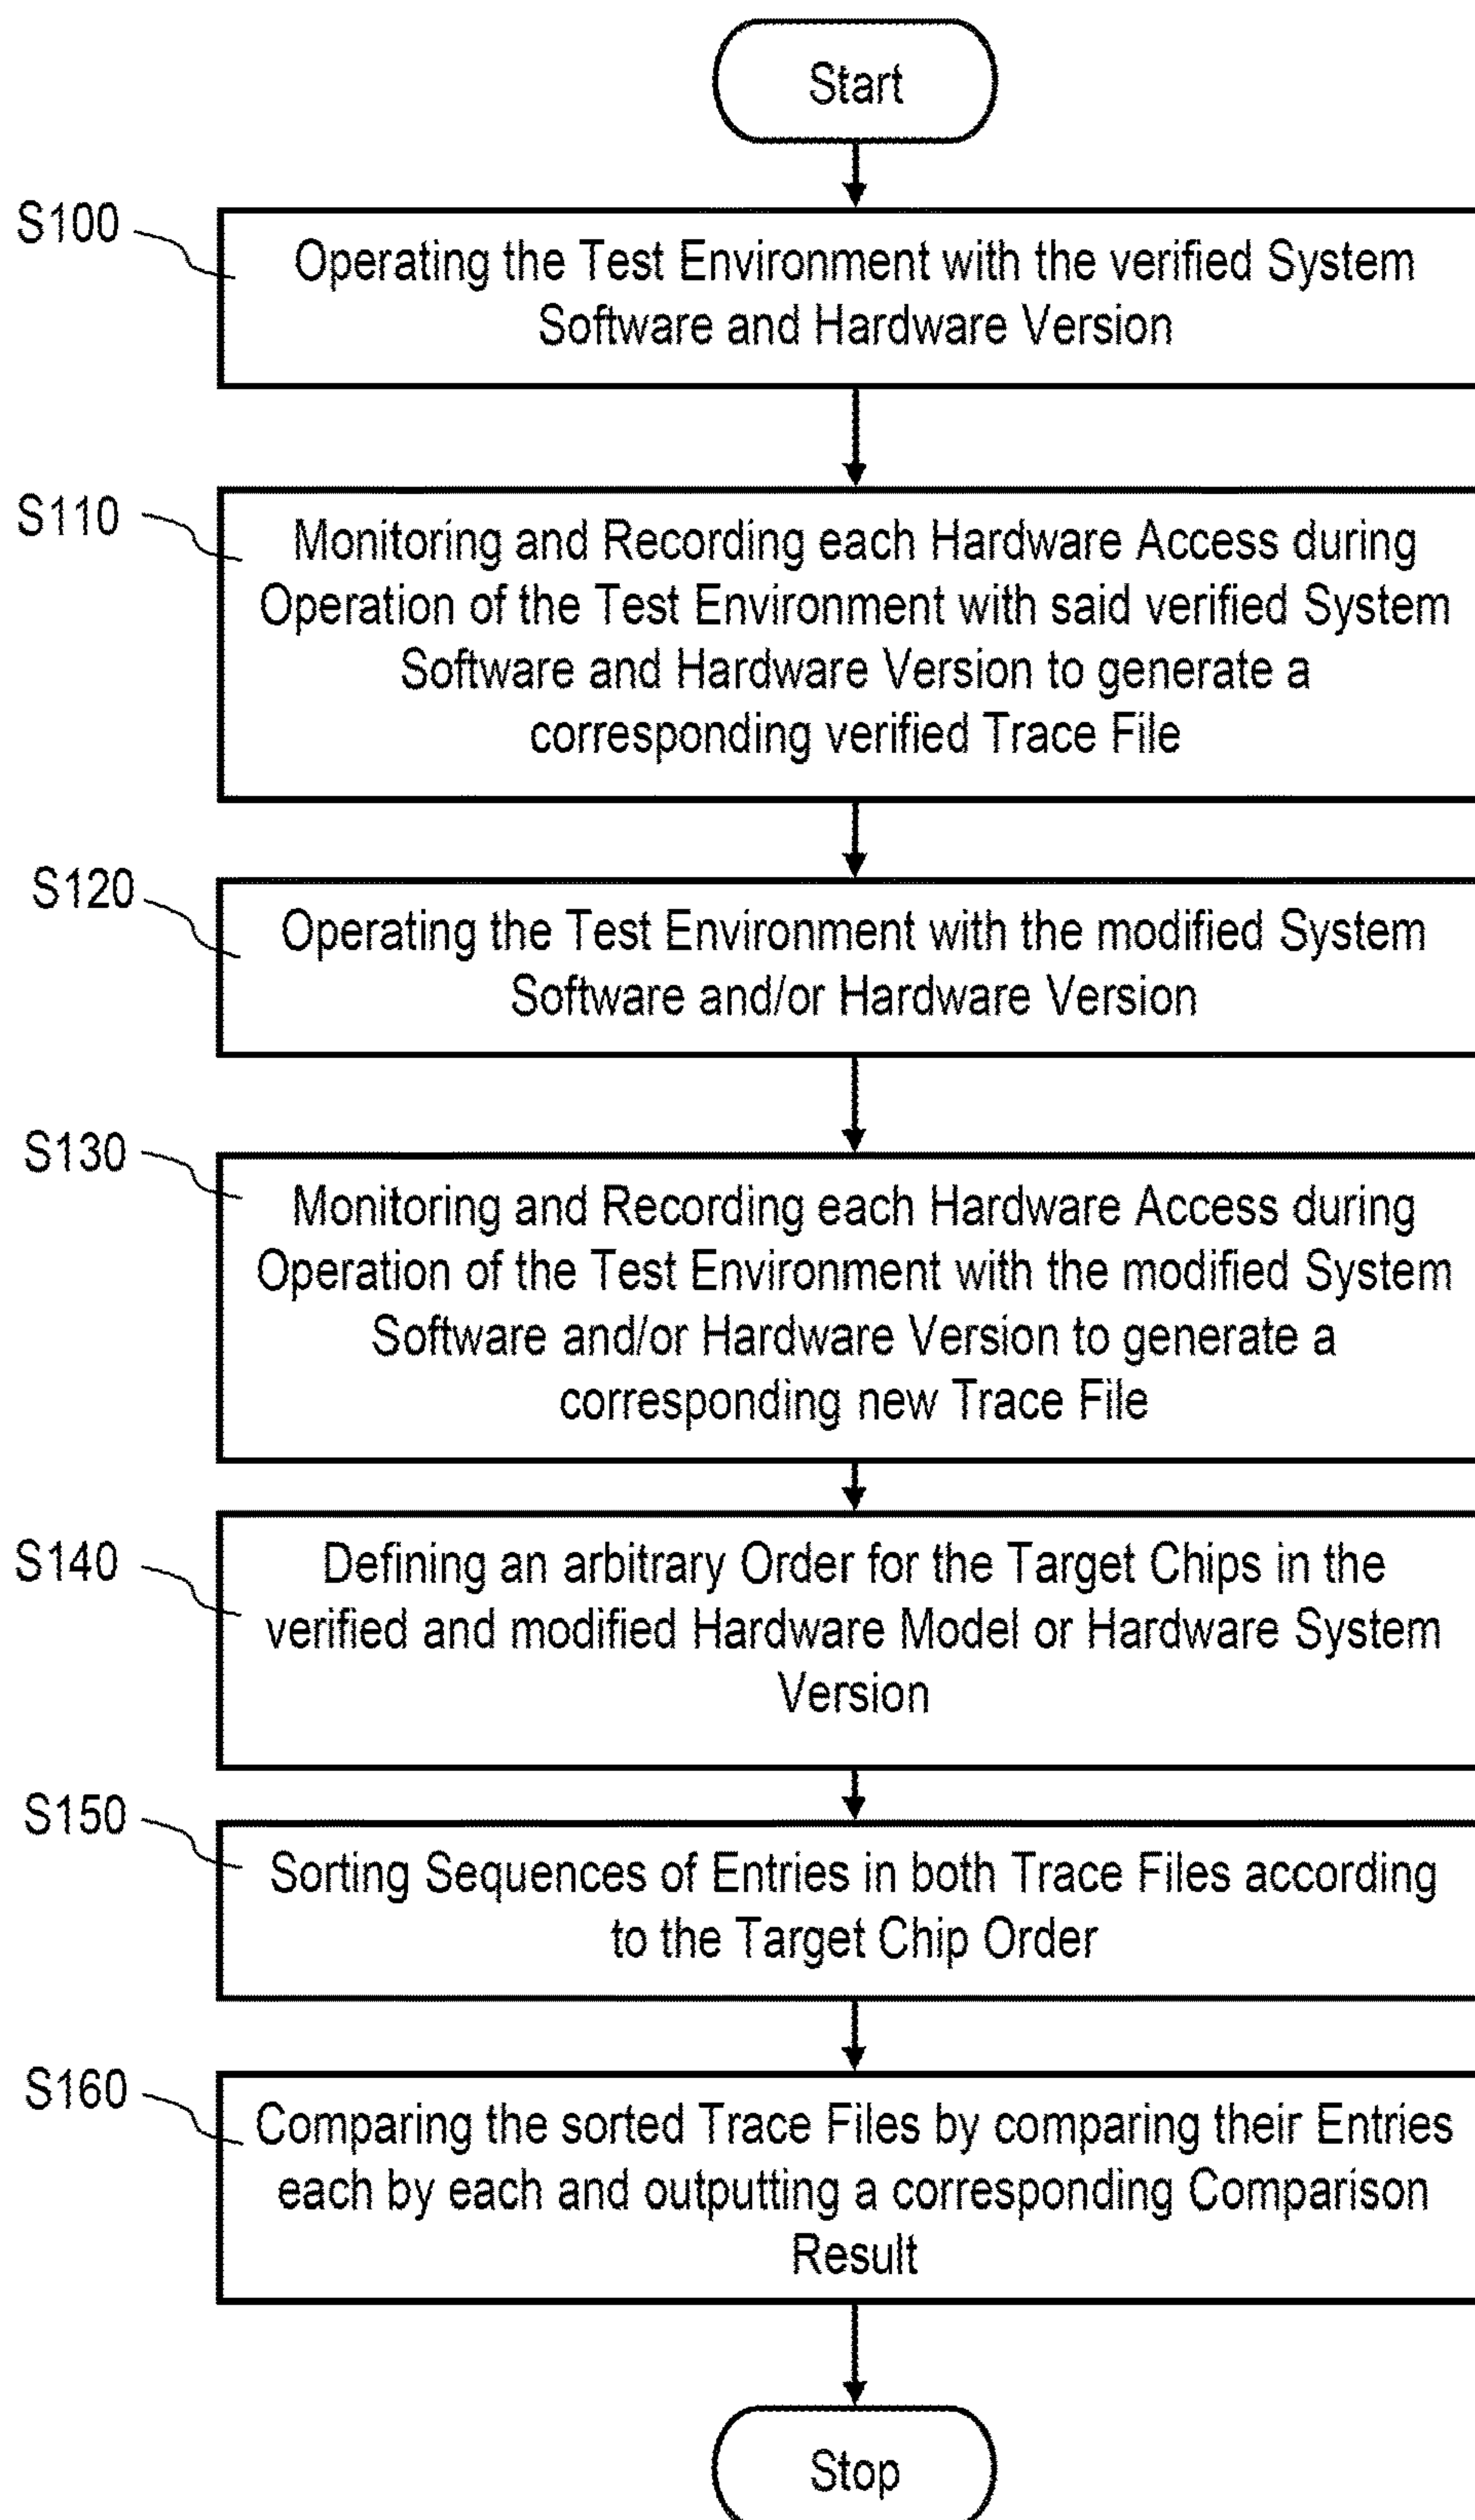 Start
S100
Operating the Test Environment with the verified System
Software and Hardware Version
S110
Monitoring and Recording each Hardware Access during
Operation of the Test Environment with said verified System
Software and Hardware Version to generate a
corresponding verified Trace File
S120
Operating the Test Environment with the modified System
Software and/or Hardware Version
S130
Monitoring and Recording each Hardware Access during
Operation of the Test Environment with the modified System
Software and/or Hardware Version to generate a
corresponding new Trace File
S140
Defining an arbitrary Order for the Target Chips in the
verified and modified Hardware Model or Hardware System
Version
S150
Sorting Sequences of Entries in both Trace Files according
to the Target Chip Order
S160
Comparing the sorted Trace Files by comparing their Entries
each by each and outputting a corresponding Comparison
Result
Stop